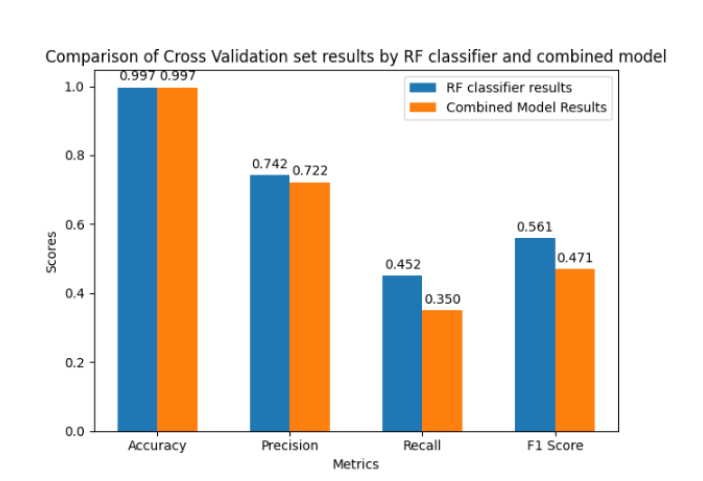 Comparison of Cross Validation set results by RF classifier and combined model
0.997 0.997
1.0
RF classifier results
Combined Model Results
0.8
0.742
0.722
0.6
0.561
0.471
0.452
0.350
0.4
0.2
0.0
Scores
Accuracy
Precision
Recall
F1 Score
Metrics